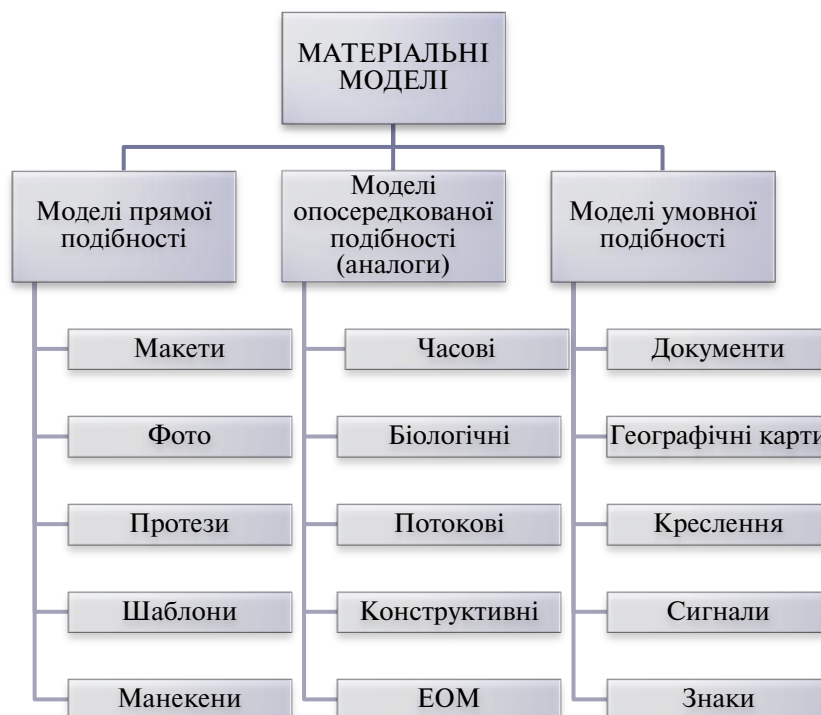 МАТЕРІАЛЬНІ
МОДЕЛІ
Моделі прямої
подібності
Моделі
опосередкованої
подібності
(аналоги)
Моделі умовної
подібності
Макети
Фото
Протези
Шаблони
Манекени
Часові
Біологічні
Потокові
Конструктивні
ЕОМ
Документи
Географічні карти
Креслення
Сигнали
Знаки